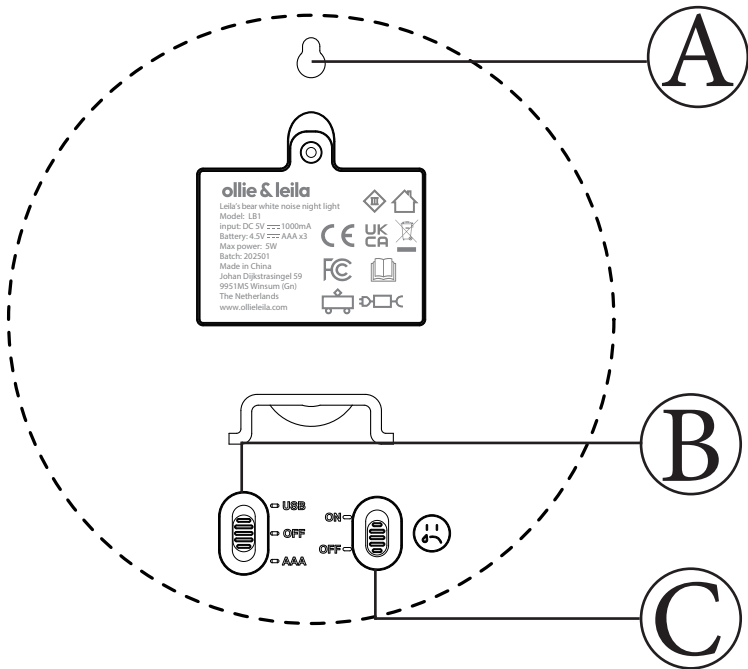 A
ollie & leila
Leila's bear white noise night light
Model: LB1
input: DC 5V 1000mA
Battery: 4.5V AAA x3
Max power: 5W
Batch: 202501
Made in China
Johan Dijkstrasingel 59
9951MS Winsum (Gn)
The Netherlands
www.ollieleila.com
III
CE
UK
CA
FC
B
USB
OFF
AAA
ON
OFF
C